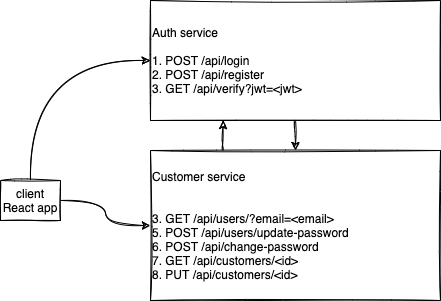 Auth service
1. POST /api/login
2. POST /api/register
3. GET /api/verify?jwt=<jwt>
client
React app
Customer service
3. GET /api/users/?email=<email>
5. POST /api/users/update-password
6. POST /api/change-password
7. GET /api/customers/<id>
8. PUT /api/customers/<id>